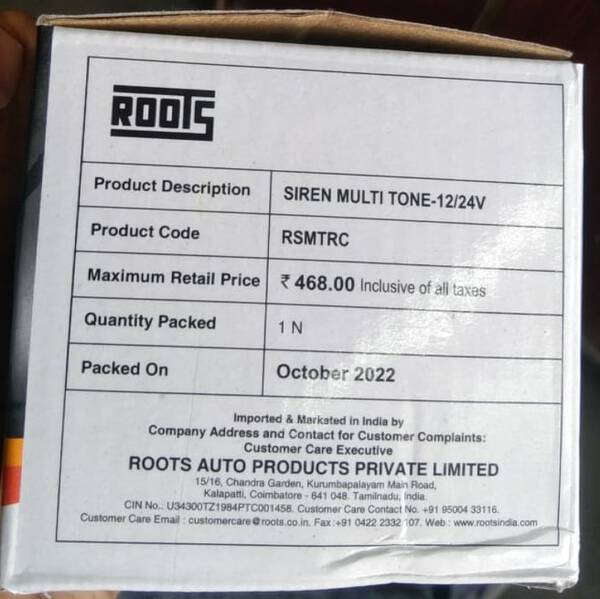 ROOTS
Product Description SIREN MULTI TONE-12/24V
Product Code RSMTRC
Maximum Retail Price ₹ 468.00 Inclusive of all taxes
Quantity Packed 1 N
Packed On October 2022
Imported & Marketed in India by
Company Address and Contact for Customer Complaints:
Customer Care Executive
ROOTS AUTO PRODUCTS PRIVATE LIMITED
15/16, Chandra Garden, Kurumbapalayam Main Road,
Kalapatti, Coimbatore - 641 048. Tamilnadu, India.
CIN No.: U34300TZ1984PTC001458. Customer Care Contact No. +91 95004 33116.
Customer Care Email : customercare@roots.co.in. Fax :+91 0422 2332 107. Web : www.rootsindia.com